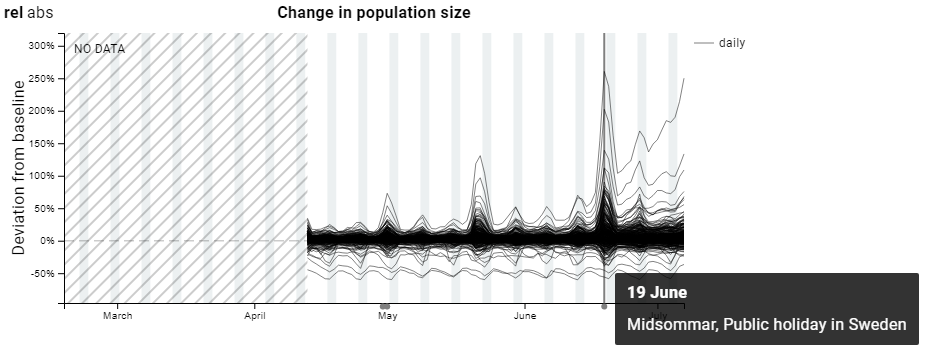 rel abs
Change in population size
300%
NO DATA
daily
250%
200%
150%
100%
50%
0%
-50%
Deviation from baseline
March
April
May
June
July
19 June
Midsommar, Public holiday in Sweden